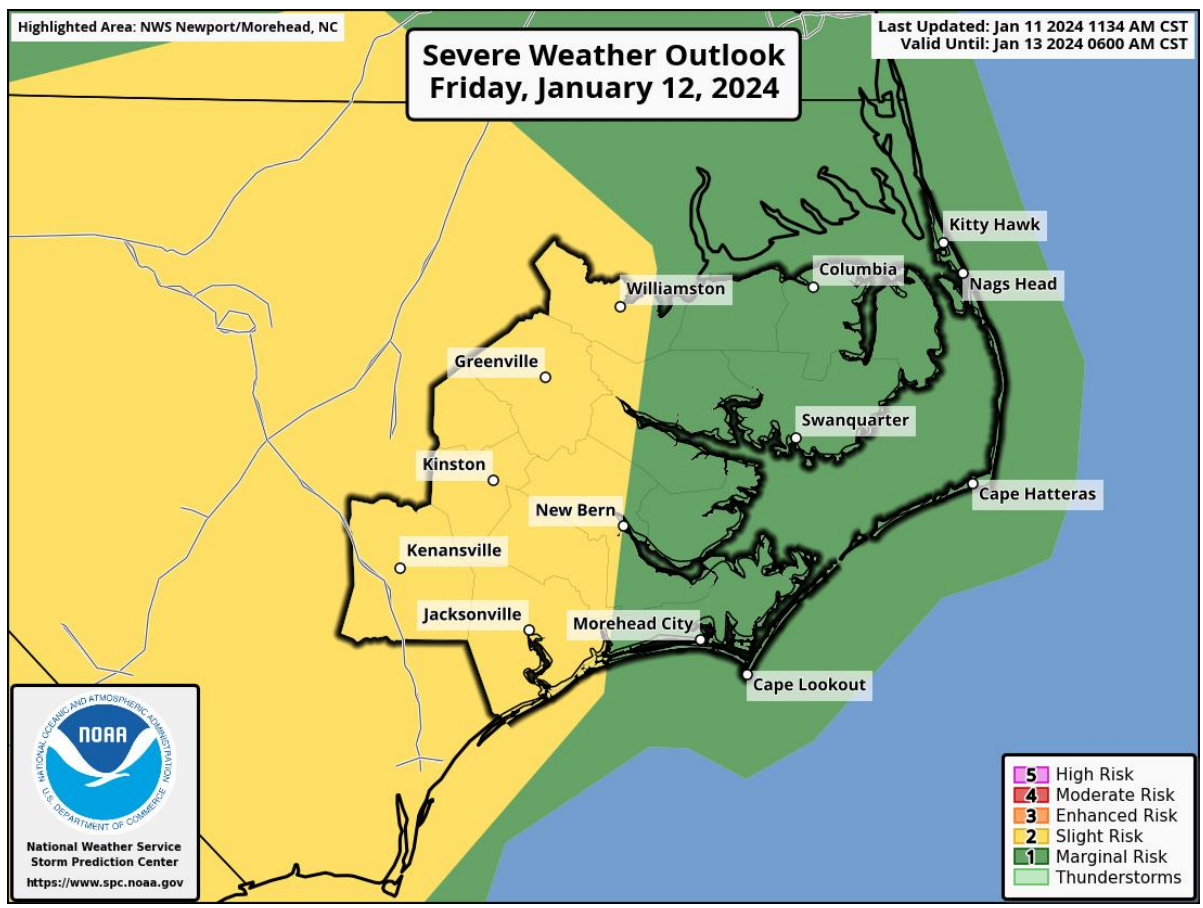 Highlighted Area: NWS Newport/Morehead, NC
Last Updated: Jan 11 2024 1134 AM CST
Valid Until: Jan 13 2024 0600 AM CST
Severe Weather Outlook
Friday, January 12, 2024
Kitty Hawk
Columbia
Nags Head
Williamston
Greenville
Swanquarter
Kinston
Cape Hatteras
New Bern
Kenansville
Jacksonville
Morehead City
Cape Lookout
NATIONAL OCEANIC AND ATMOSPHERIC ADMINISTRATION
NOAA
U.S. DEPARTMENT OF COMMERCE
National Weather Service
Storm Prediction Center
https://www.spc.noaa.gov
5 High Risk
4 Moderate Risk
3 Enhanced Risk
2 Slight Risk
1 Marginal Risk
Thunderstorms